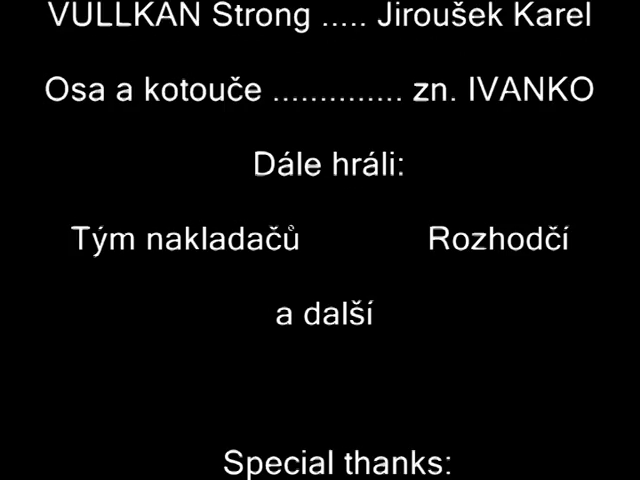 VULLKAN Strong ..... Jiroušek Karel
Osa a kotouče .............. zn. IVANKO
Dále hráli:
Tým nakladačů Rozhodčí
a další
Special thanks: